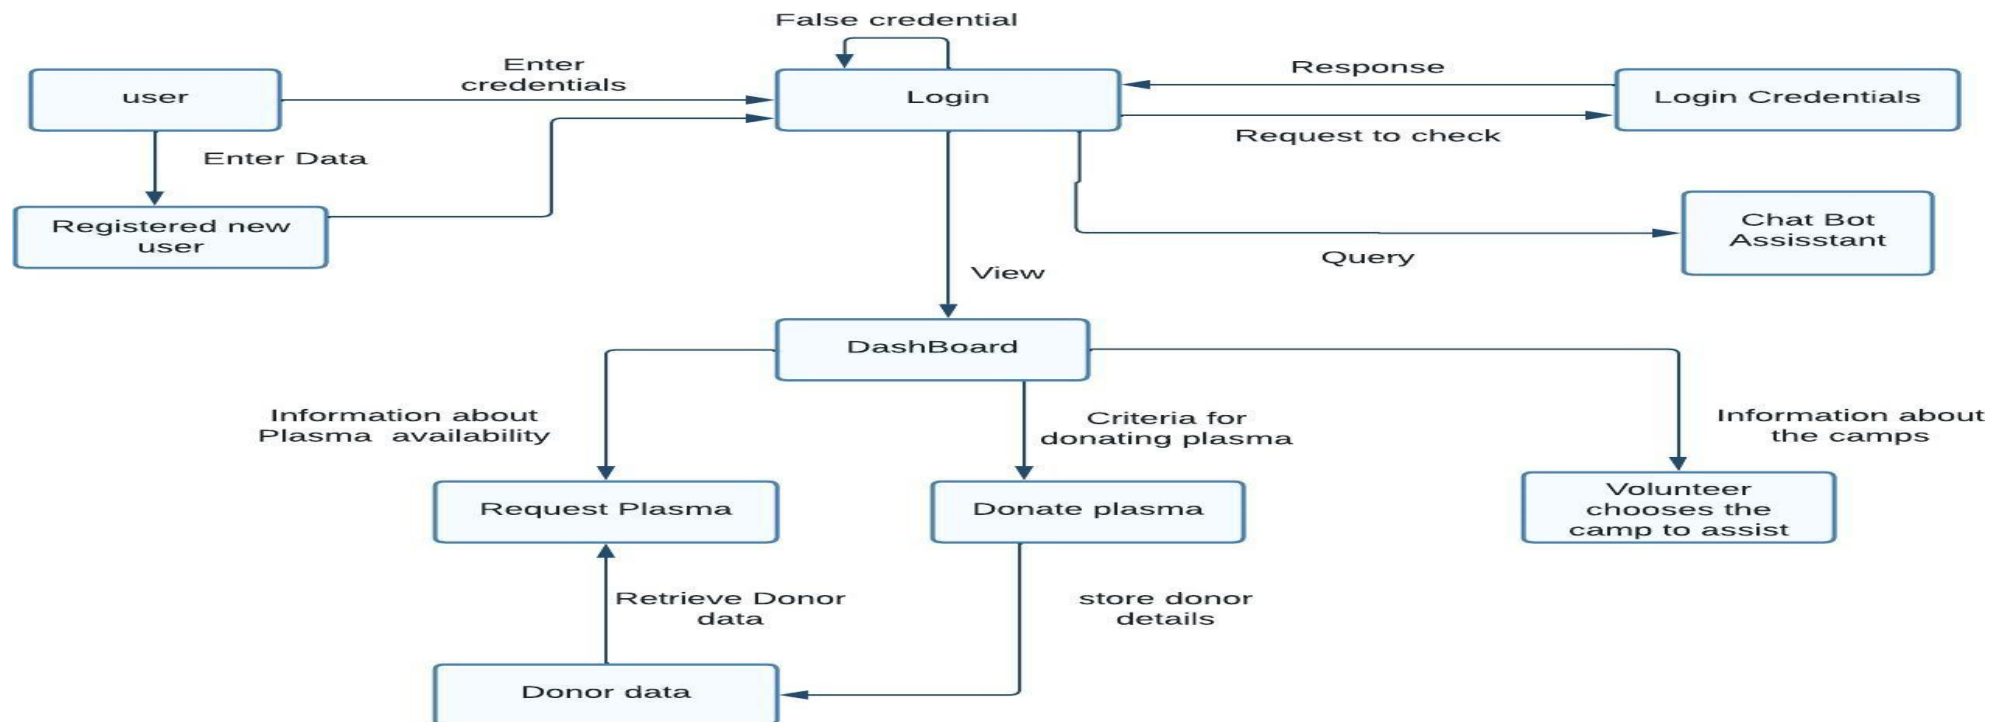 False credential
Enter
credentials
Response
user
Login
Login Credentials
Request to check
Enter Data
Registered new
user
Chat Bot
Assisstant
Query
View
DashBoard
Information about
Plasma availability
Criteria for
donating plasma
Information about
the camps
Request Plasma
Donate plasma
Volunteer
chooses the
camp to assist
Retrieve Donor
data
store donor
details
Donor data